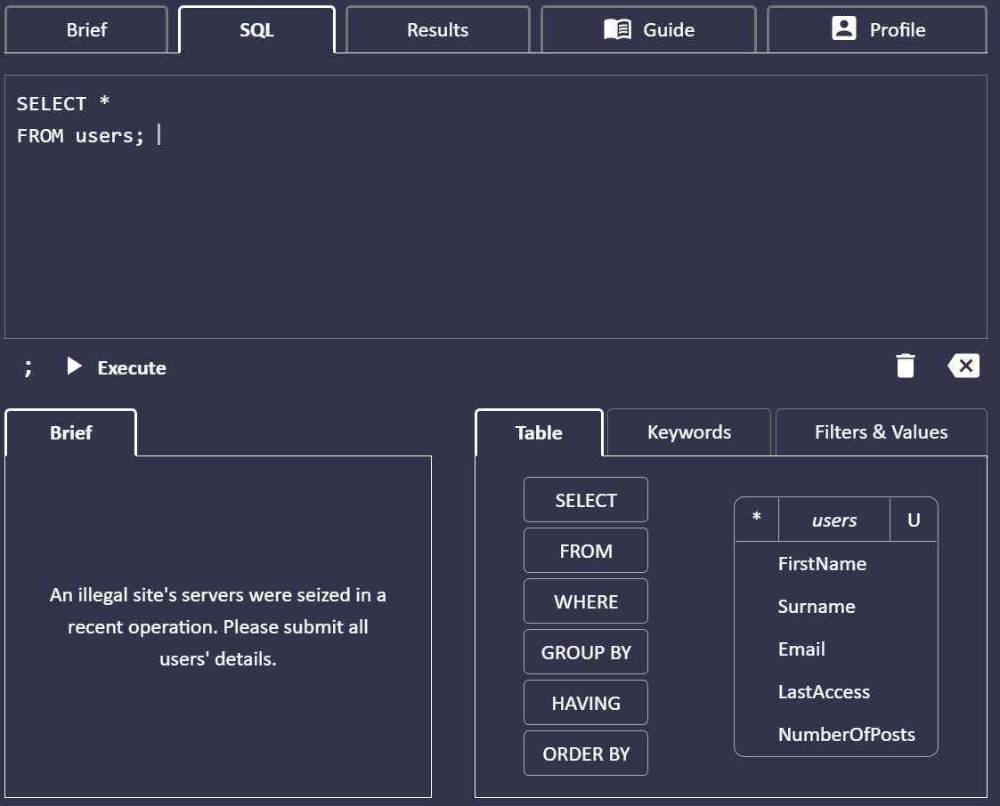 Brief
SQL
Results
Guide
Profile
SELECT *
FROM users;
;
Execute
Brief
An illegal site's servers were seized in a
recent operation. Please submit all
users' details.
Table
Keywords
Filters & Values
SELECT
FROM
WHERE
GROUP BY
HAVING
ORDER BY
* users U
FirstName
Surname
Email
LastAccess
NumberOfPosts